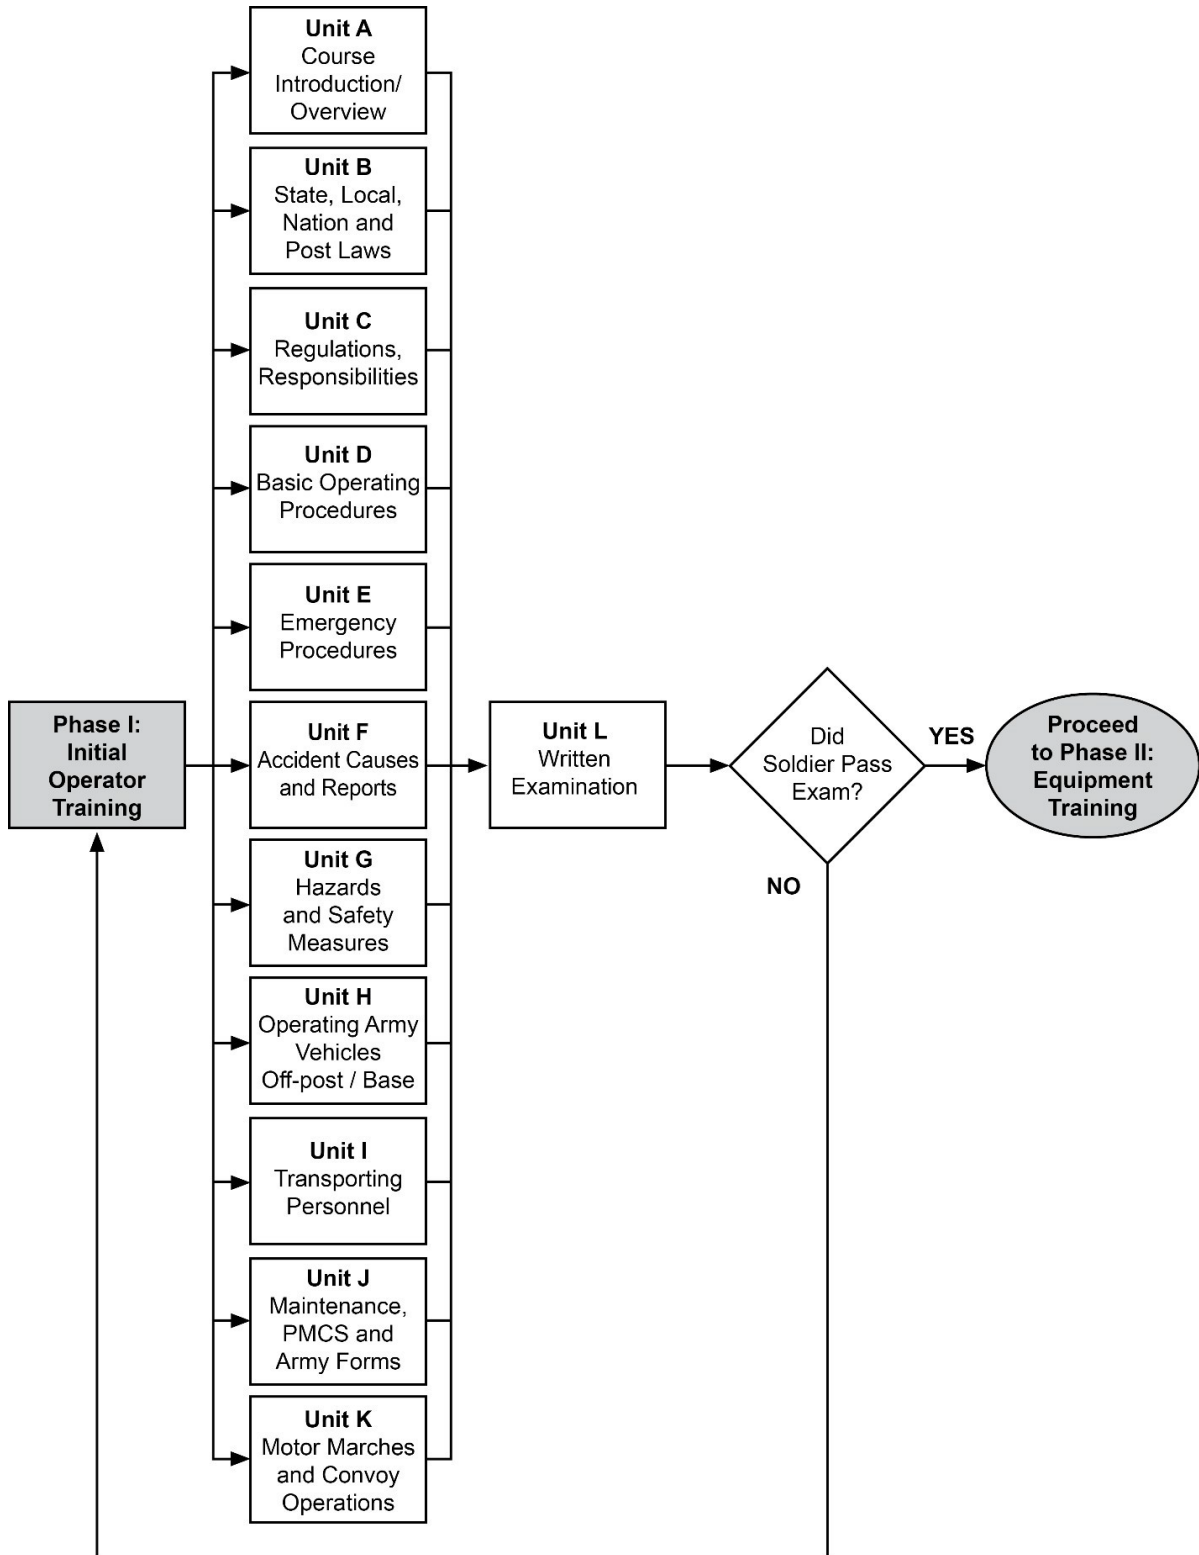 Unit A
Course
Introduction/
Overview
Unit B
State, Local,
Nation and
Post Laws
Unit C
Regulations,
Responsibilities
Unit D
Basic Operating
Procedures
Unit E
Emergency
Procedures
Phase I:
Initial
Operator
Training
Unit F
Accident Causes
and Reports
Unit L
Written
Examination
Did
Soldier Pass
Exam?
YES
Proceed
to Phase II:
Equipment
Training
NO
Unit G
Hazards
and Safety
Measures
Unit H
Operating Army
Vehicles
Off-post / Base
Unit I
Transporting
Personnel
Unit J
Maintenance,
PMCS and
Army Forms
Unit K
Motor Marches
and Convoy
Operations